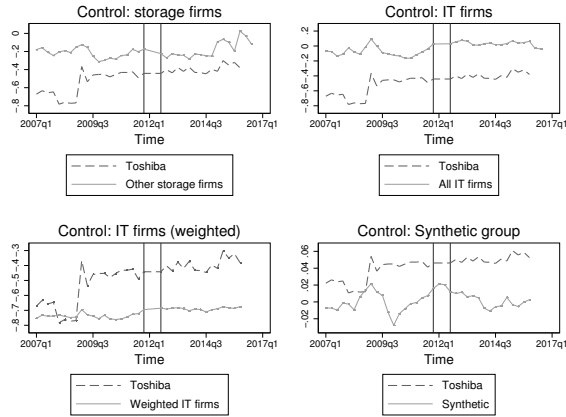 Control: storage firms
.2
0
-.2
-.4
-.6
-.8
2007q1 2009q3 2012q1 2014q3 2017q1
Time
Toshiba
Other storage firms
Control: IT firms
.2
0
-.2
-.4
-.6
-.8
2007q1 2009q3 2012q1 2014q3 2017q1
Time
Toshiba
All IT firms
Control: IT firms (weighted)
-.3
-.4
-.5
-.6
-.7
-.8
2007q1 2009q3 2012q1 2014q3 2017q1
Time
Toshiba
Weighted IT firms
Control: Synthetic group
.06
.04
.02
0
-.02
2007q1 2009q3 2012q1 2014q3 2017q1
Time
Toshiba
Synthetic